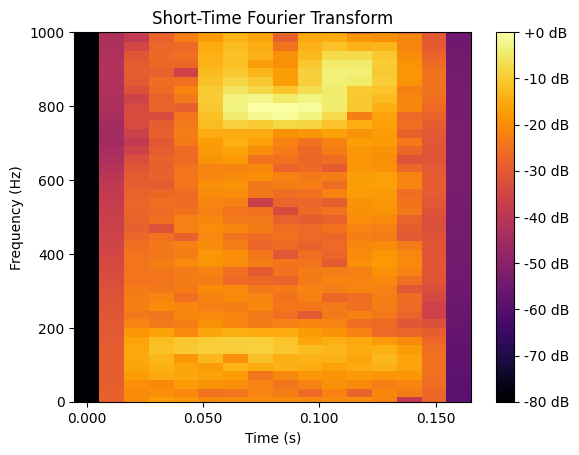 Short-Time Fourier Transform
1000
800
600
400
200
0
Frequency (Hz)
0.000
0.050
0.100
0.150
Time (s)
+0 dB
-10 dB
-20 dB
-30 dB
-40 dB
-50 dB
-60 dB
-70 dB
-80 dB